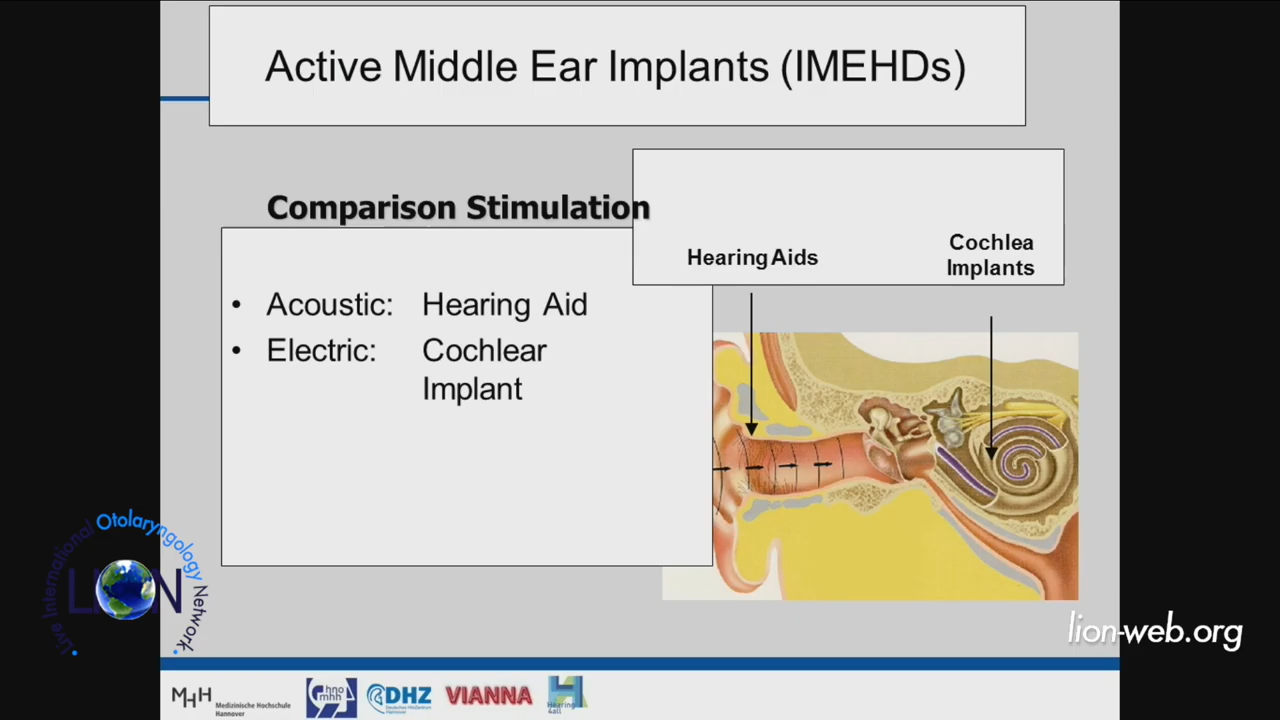 Active Middle Ear Implants (IMEHDs)
Comparison Stimulation
Hearing Aids
Cochlea
Implants
• Acoustic: Hearing Aid
• Electric: Cochlear
Implant
Live International Otolaryngology Network
LION
lion-web.org
MHH Medizinische Hochschule
Hannover
hno
mhh
DHZ
Deutsches HörZentrum
Hannover
VIANNA
Hearing
4all